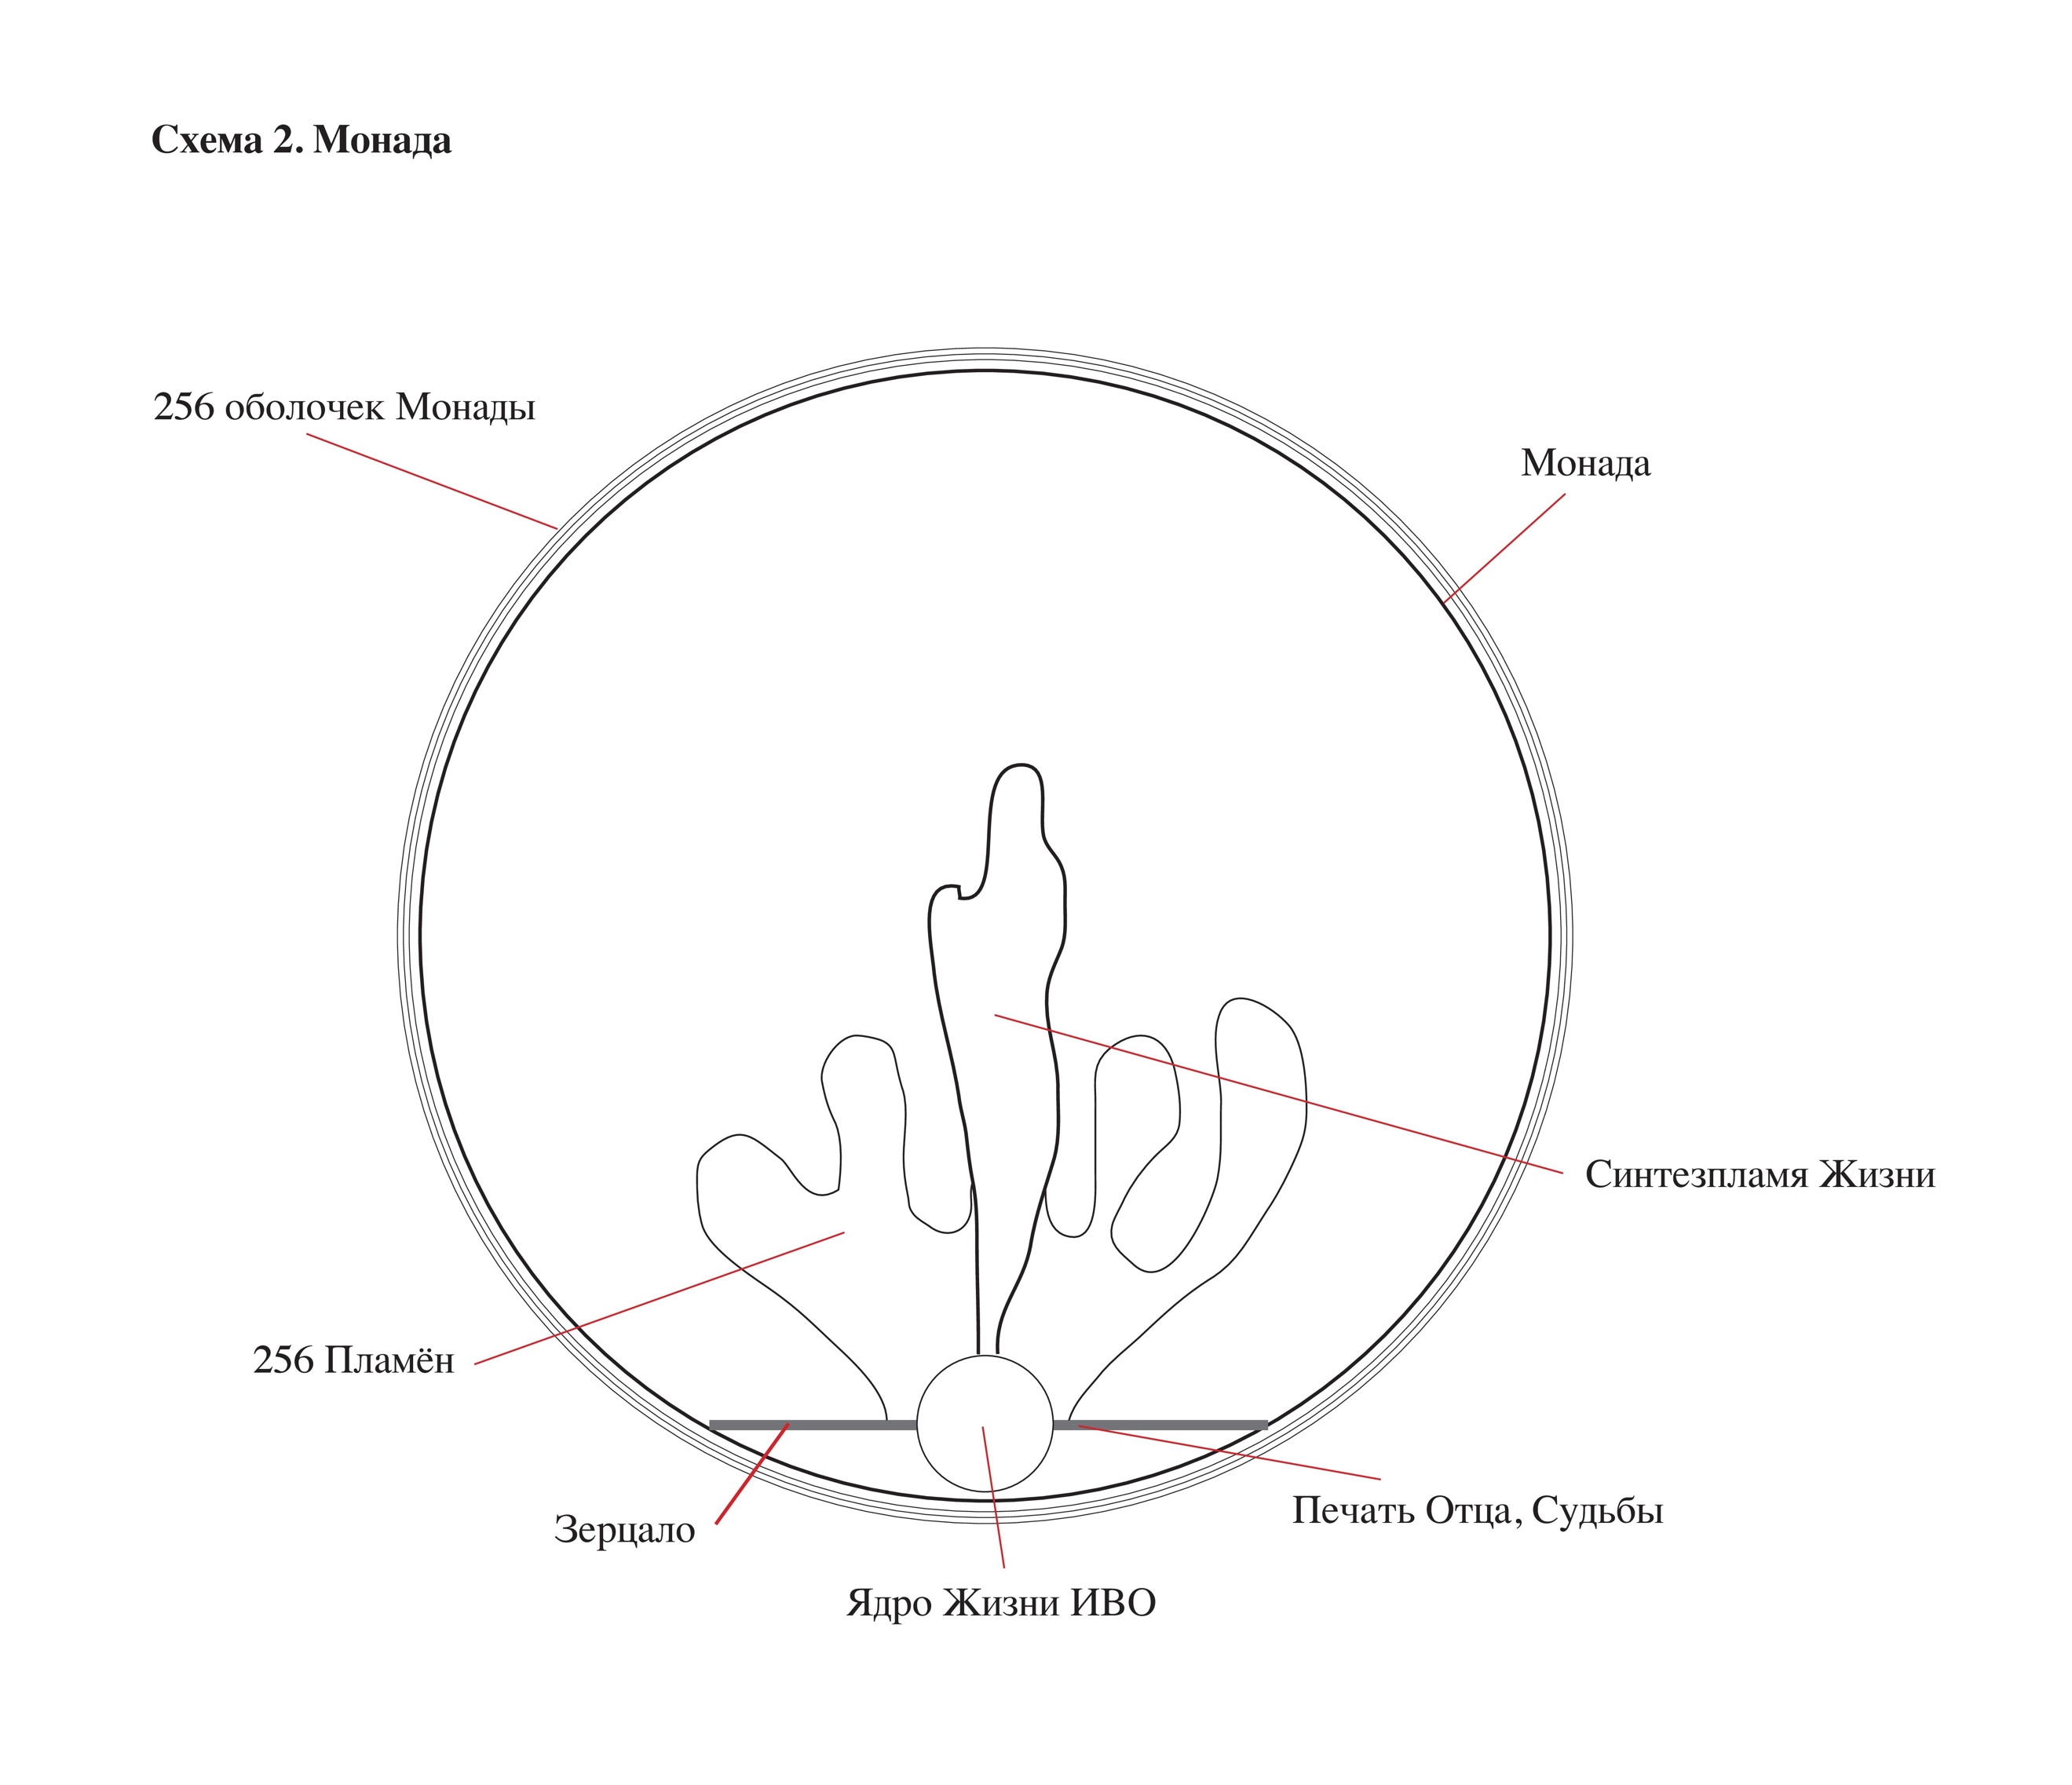 Схема 2. Монада
256 оболочек Монады
Монада
Синтезпламя Жизни
256 Пламён
Печать Отца, Судьбы
Зерцало
Ядро Жизни ИВО